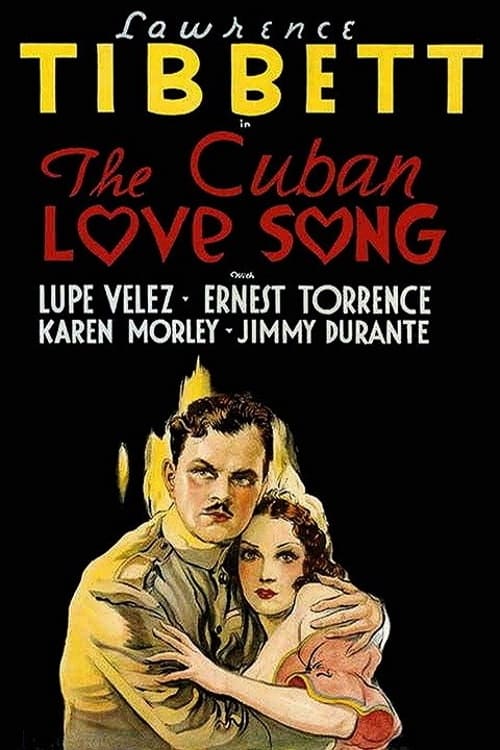 Lawrence
TIBBETT
in
The Cuban
LOVE SONG
with
LUPE VELEZ - ERNEST TORRENCE
KAREN MORLEY - JIMMY DURANTE